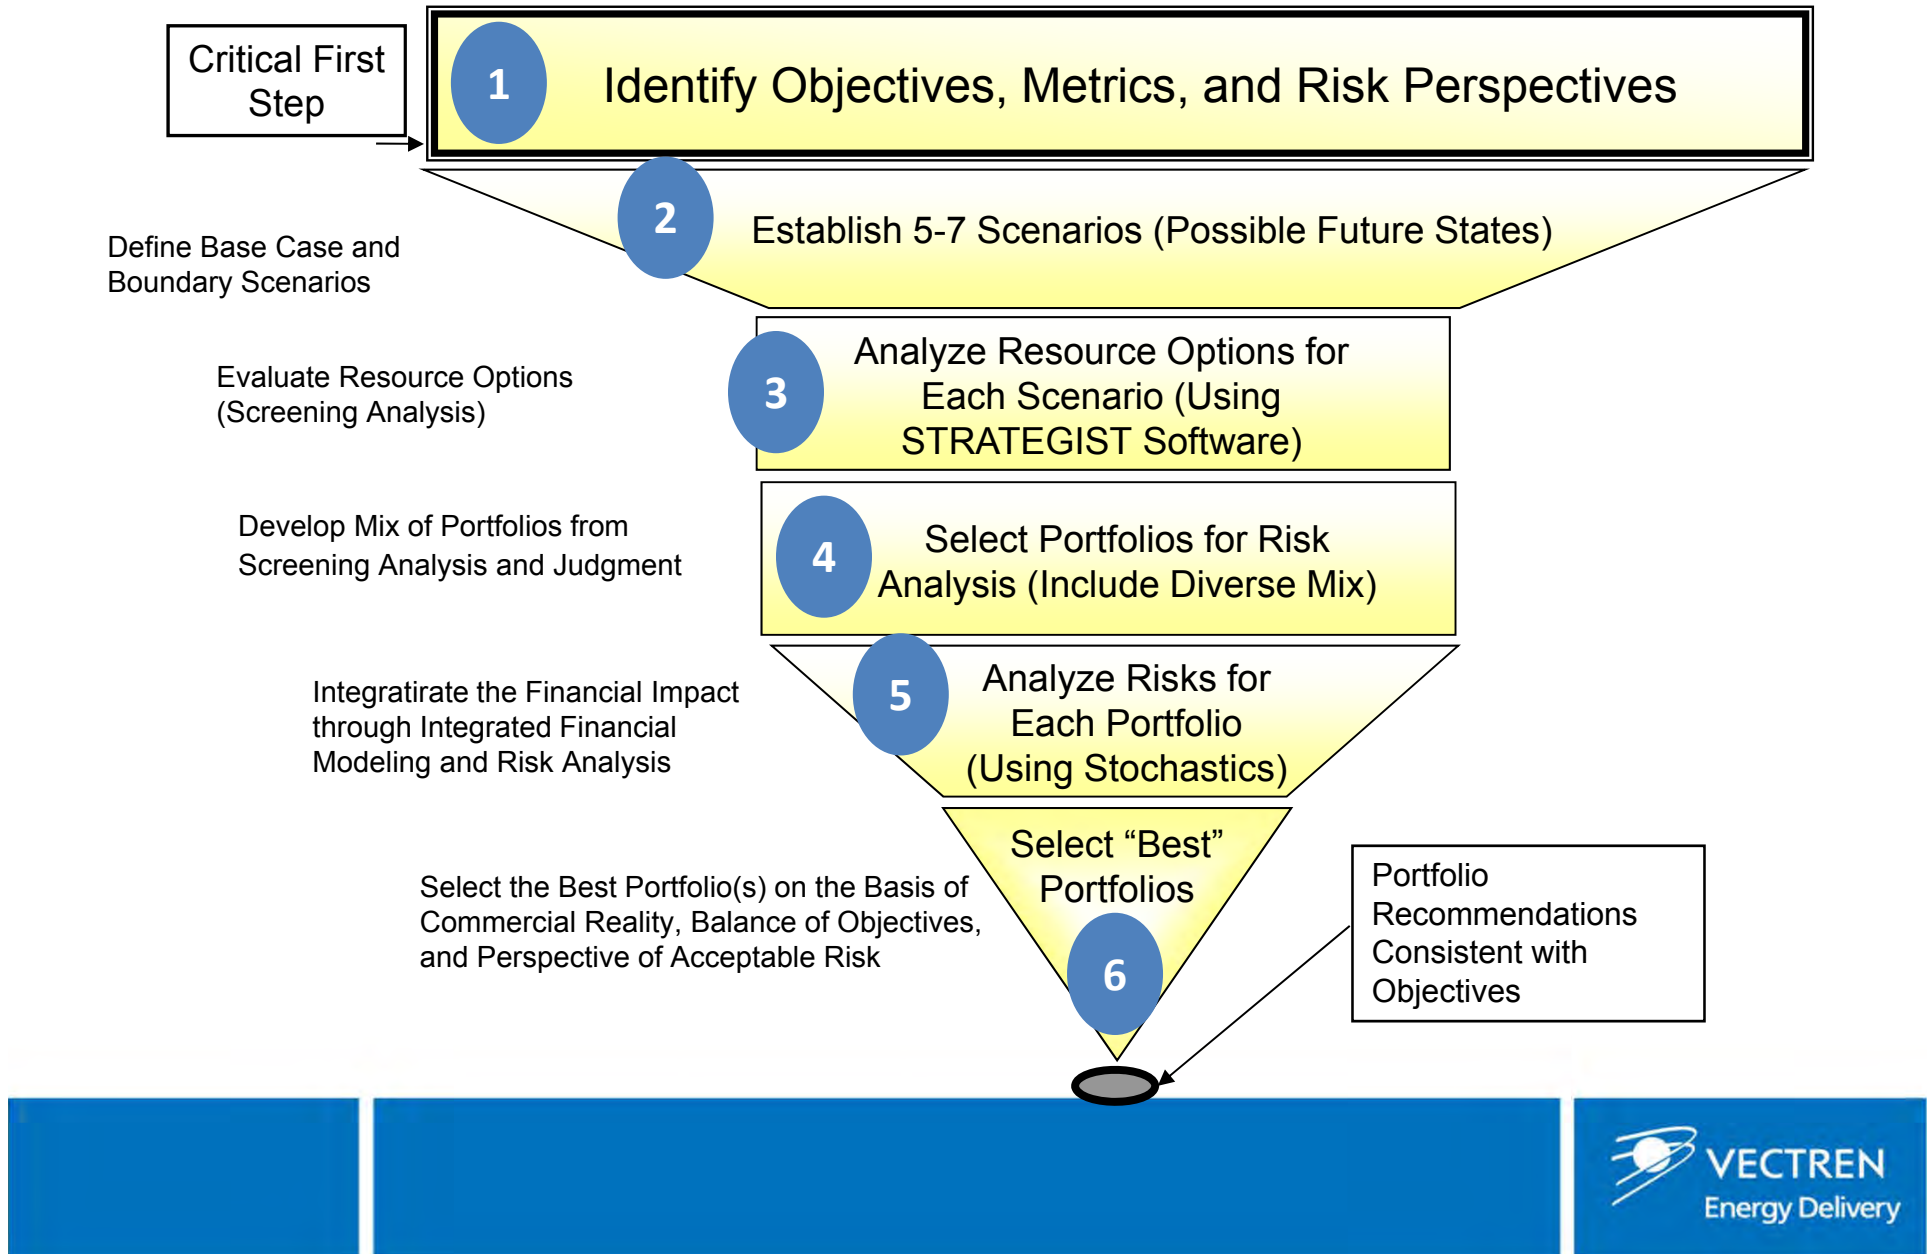 Critical First
Step
1
Identify Objectives, Metrics, and Risk Perspectives
2
Establish 5-7 Scenarios (Possible Future States)
Define Base Case and
Boundary Scenarios
3
Analyze Resource Options for
Each Scenario (Using
STRATEGIST Software)
Evaluate Resource Options
(Screening Analysis)
4
Select Portfolios for Risk
Analysis (Include Diverse Mix)
Develop Mix of Portfolios from
Screening Analysis and Judgment
5
Analyze Risks for
Each Portfolio
(Using Stochastics)
Integratirate the Financial Impact
through Integrated Financial
Modeling and Risk Analysis
Select “Best”
Portfolios
6
Select the Best Portfolio(s) on the Basis of
Commercial Reality, Balance of Objectives,
and Perspective of Acceptable Risk
Portfolio
Recommendations
Consistent with
Objectives
VECTREN
Energy Delivery